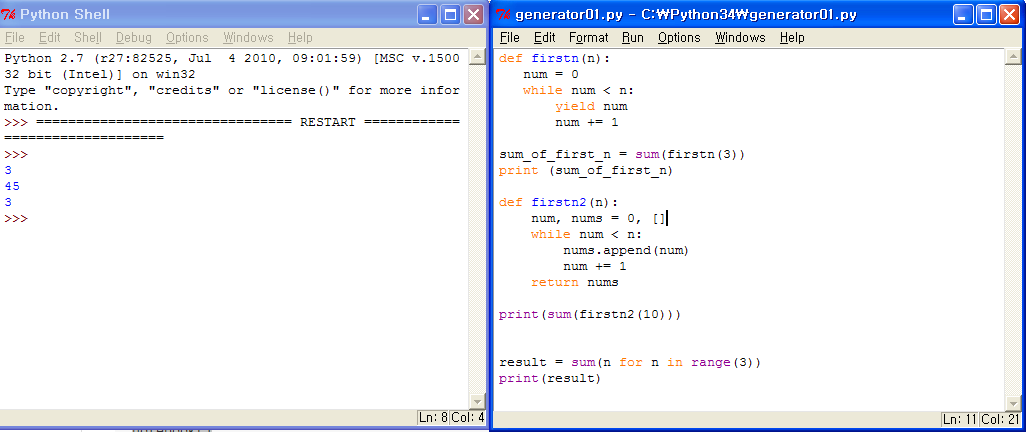 Python Shell
File Edit Shell Debug Options Windows Help
Python 2.7 (r27:82525, Jul  4 2010, 09:01:59) [MSC v.1500
32 bit (Intel)] on win32
Type "copyright", "credits" or "license()" for more infor
mation.
>>> ================================ RESTART ============
====================
>>>
3
45
3
>>>
Ln: 8 Col: 4
generator01.py - C:₩Python34₩generator01.py
File Edit Format Run Options Windows Help
def firstn(n):
   num = 0
   while num < n:
       yield num
       num += 1
sum_of_first_n = sum(firstn(3))
print (sum_of_first_n)
def firstn2(n):
    num, nums = 0, []
    while num < n:
        nums.append(num)
        num += 1
    return nums
print(sum(firstn2(10)))
result = sum(n for n in range(3))
print(result)
Ln: 11 Col: 21